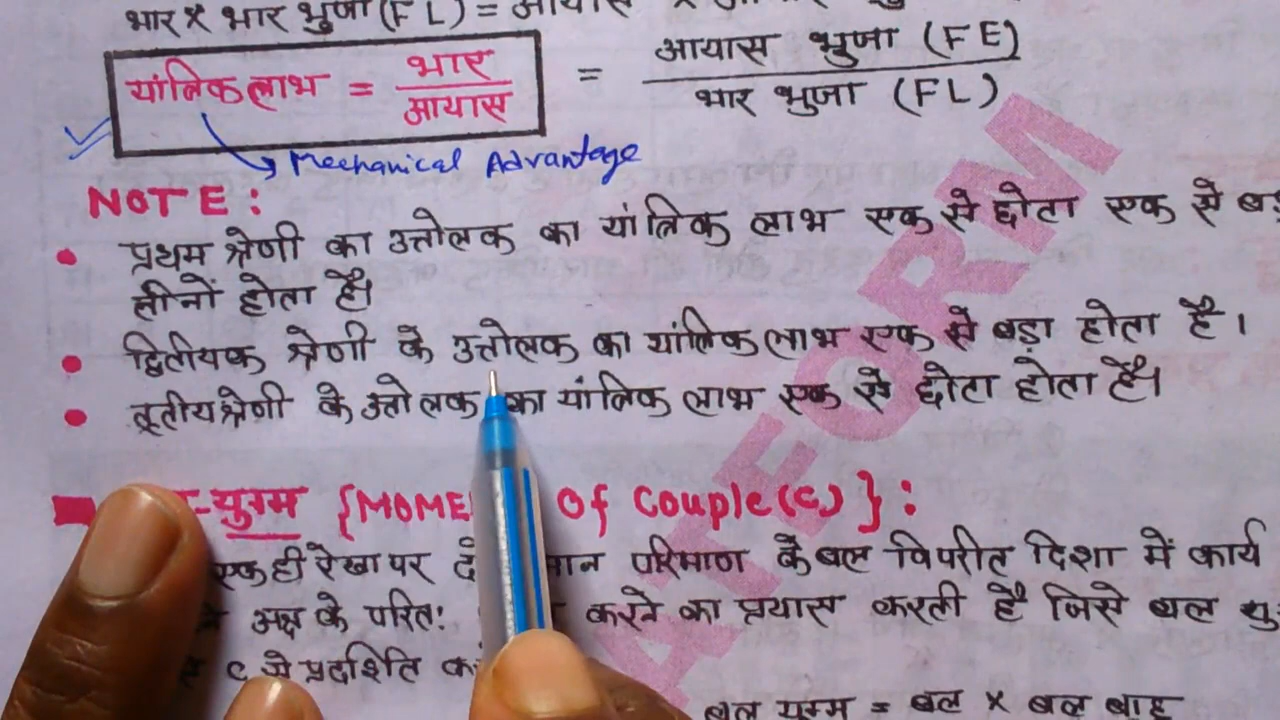 भार × भार भुजा (FL) = आयास ×
यांत्रिक लाभ = भार / आयास = आयास भुजा (FE) / भार भुजा (FL)
Mechanical Advantage
NOTE:
• प्रथम श्रेणी का उत्तोलक का यांत्रिक लाभ एक से छोटा एक से
तीनों होता है।
• द्वितीयक श्रेणी के उत्तोलक का यांत्रिक लाभ एक से बड़ा होता है।
• तृतीय श्रेणी के उत्तोलक का यांत्रिक लाभ एक से छोटा होता है।
-युग्म {MOME Of Couple(c)}:
एक ही रेखा पर परिमाण के बल विपरीत दिशा में कार्य
अक्ष के परित: करने का प्रयास करती है जिसे बल
C से प्रदर्शित
बल युग्म = बल × बल बाहु
ATEFORM